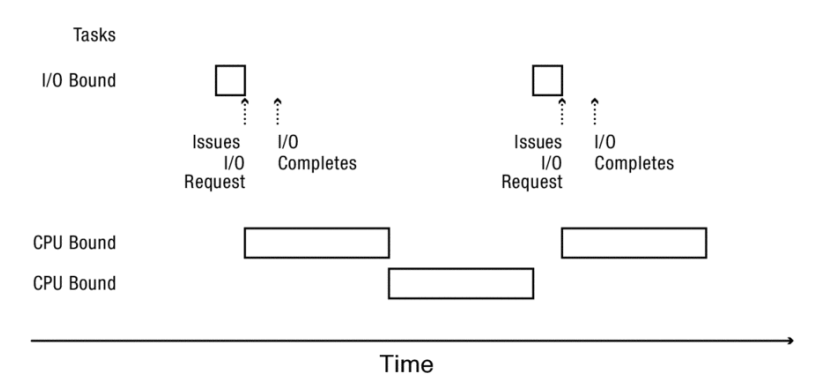 Tasks
I/O Bound
Issues
I/O
Request
I/O
Completes
Issues
I/O
Request
I/O
Completes
CPU Bound
CPU Bound
Time